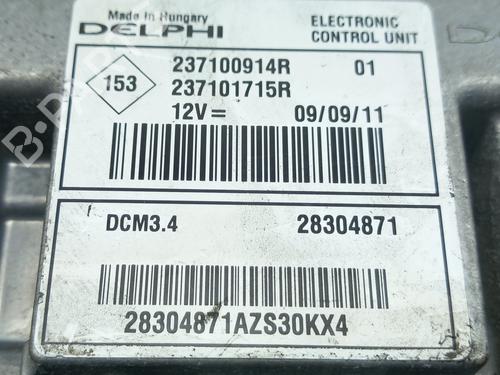 Made in Hungary
DELPHI
ELECTRONIC
CONTROL UNIT
153
237100914R 01
237101715R
12V= 09/09/11
DCM3.4 28304871
28304871AZS30KX4